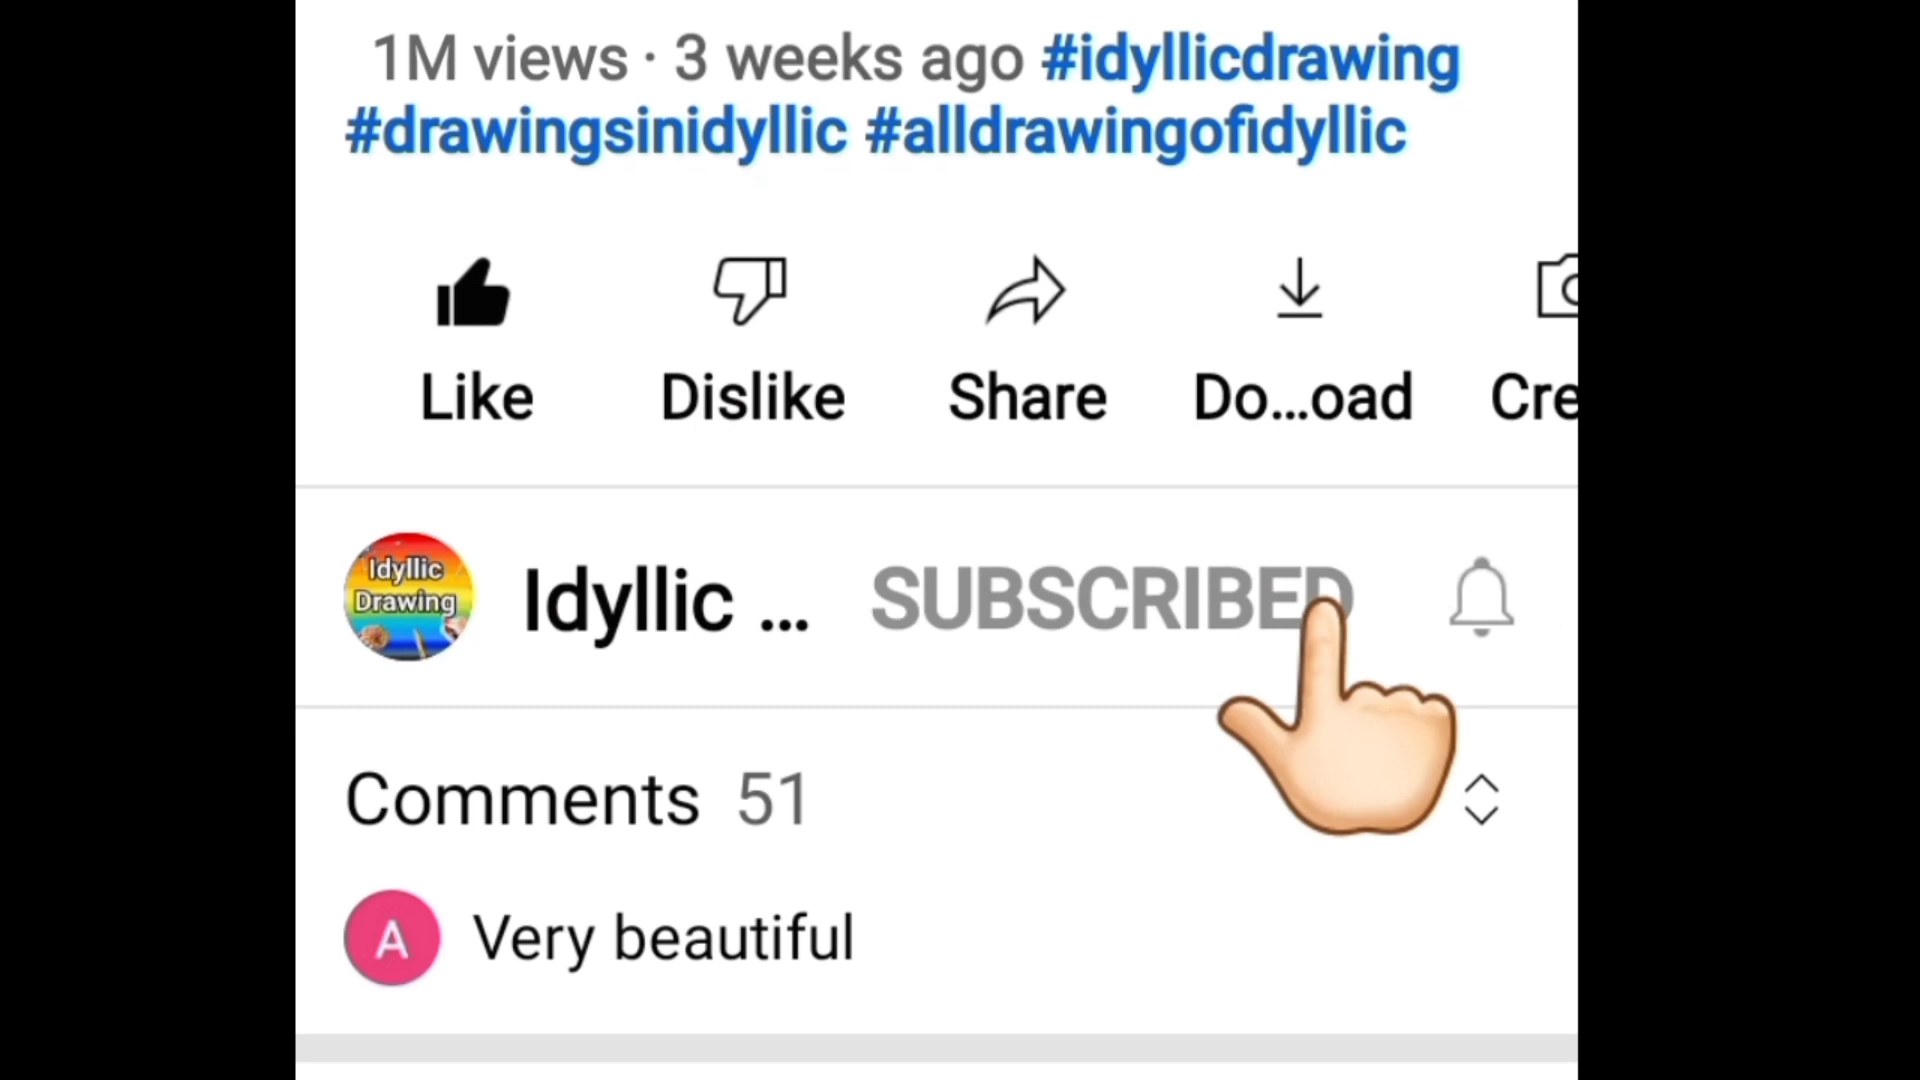 1M views · 3 weeks ago #idyllicdrawing
#drawingsinidyllic #alldrawingofidyllic
Like Dislike Share Do...oad Cre
Idyllic
Drawing
Idyllic ... SUBSCRIBED
Comments 51
A Very beautiful